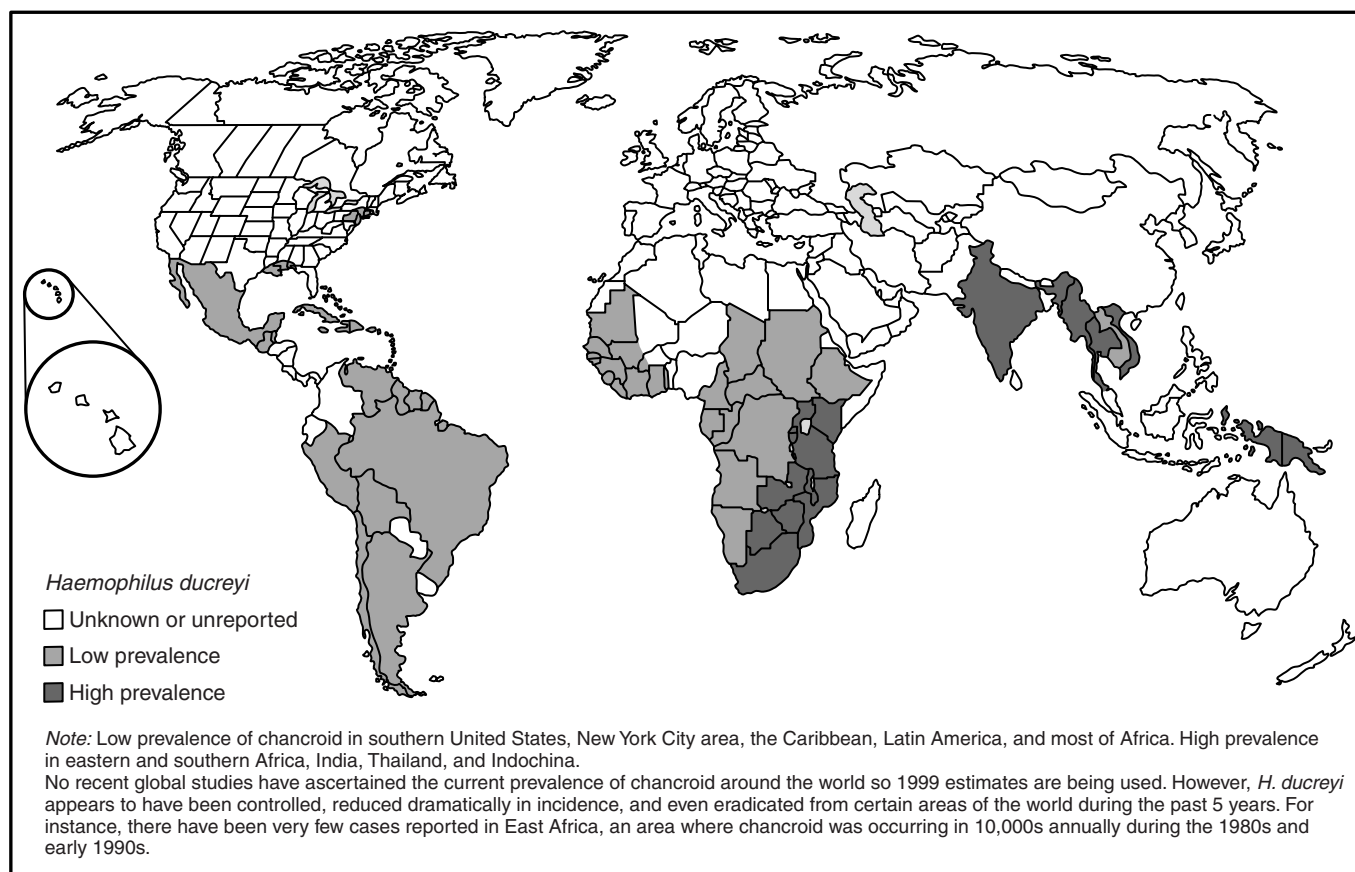 Haemophilus ducreyi
Unknown or unreported
Low prevalence
High prevalence
Note: Low prevalence of chancroid in southern United States, New York City area, the Caribbean, Latin America, and most of Africa. High prevalence
in eastern and southern Africa, India, Thailand, and Indochina.
No recent global studies have ascertained the current prevalence of chancroid around the world so 1999 estimates are being used. However, H. ducreyi
appears to have been controlled, reduced dramatically in incidence, and even eradicated from certain areas of the world during the past 5 years. For
instance, there have been very few cases reported in East Africa, an area where chancroid was occurring in 10,000s annually during the 1980s and
early 1990s.